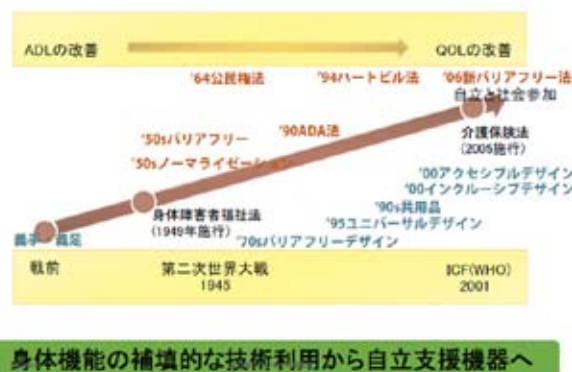 ADLの改善
QOLの改善
'64公民権法
'94ハートビル法
'06新バリアフリー法
自立と社会参加
'50sバリアフリー
'90ADA法
介護保険法
(2005施行)
'50sノーマライゼーション
'00アクセシブルデザイン
'00インクルーシブデザイン
'90s共用品
身体障害者福祉法
(1949年施行)
'95ユニバーサルデザイン
義手・義足
'70sバリアフリーデザイン
戦前
第二次世界大戦
1945
ICF(WHO)
2001
身体機能の補填的な技術利用から自立支援機器へ